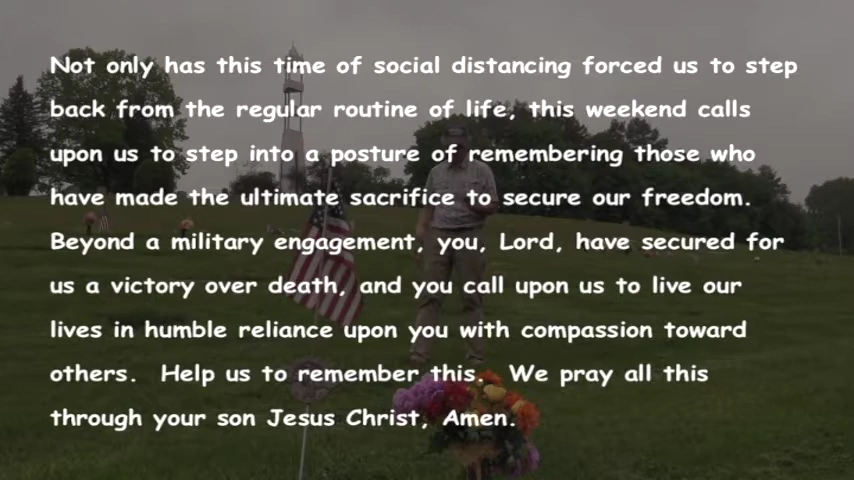 Not only has this time of social distancing forced us to step
back from the regular routine of life, this weekend calls
upon us to step into a posture of remembering those who
have made the ultimate sacrifice to secure our freedom.
Beyond a military engagement, you, Lord, have secured for
us a victory over death, and you call upon us to live our
lives in humble reliance upon you with compassion toward
others.  Help us to remember this.  We pray all this
through your son Jesus Christ, Amen.